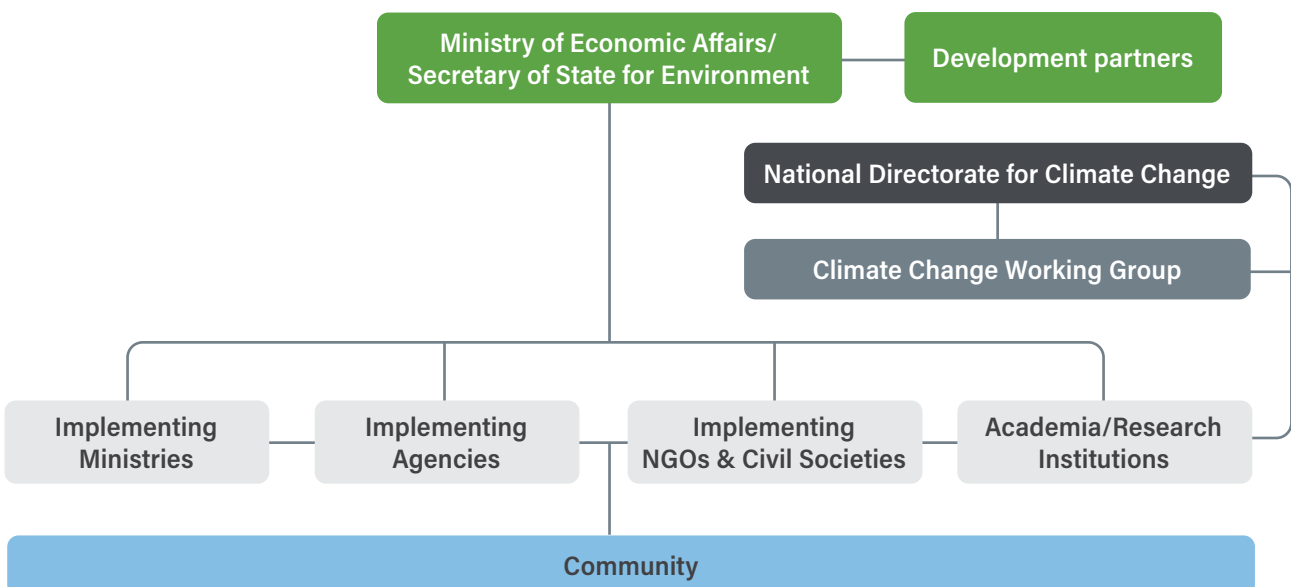 Ministry of Economic Affairs/
Secretary of State for Environment
Development partners
National Directorate for Climate Change
Climate Change Working Group
Implementing
Ministries
Implementing
Agencies
Implementing
NGOs & Civil Societies
Academia/Research
Institutions
Community